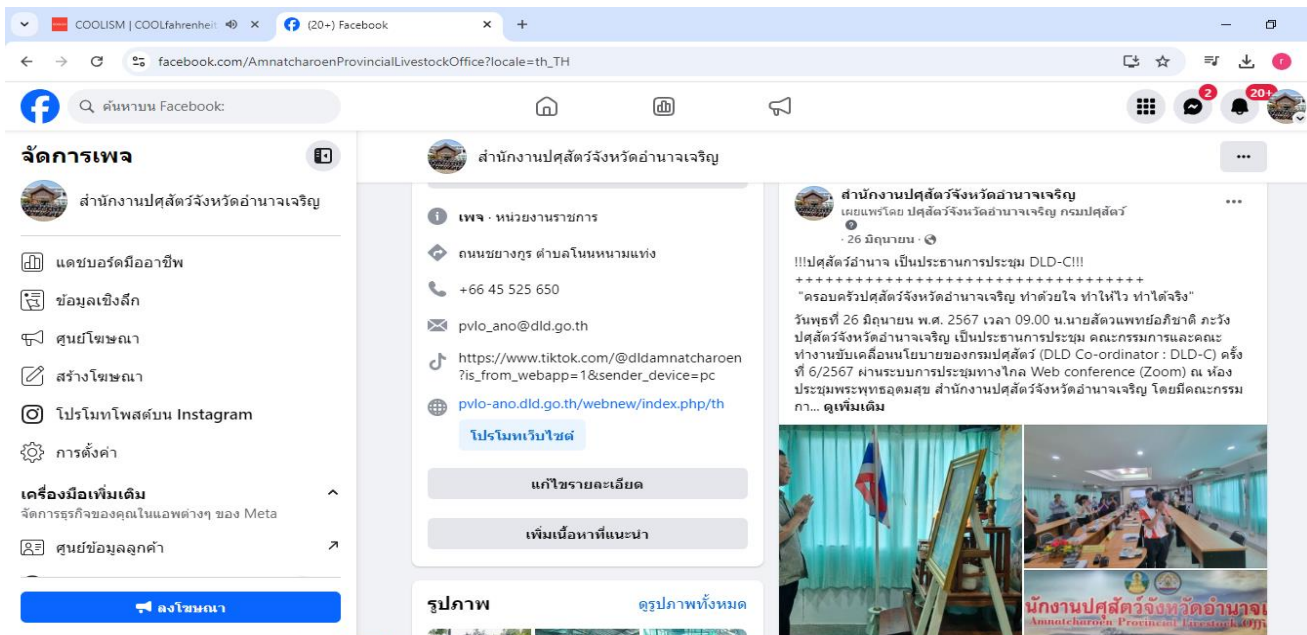 COOLISM | COOLfahrenheit
(20+) Facebook
facebook.com/AmnatcharoenProvincialLivestockOffice?locale=th_TH
ค้นหาบน Facebook:
2
20+
จัดการเพจ
สำนักงานปศุสัตว์จังหวัดอำนาจเจริญ
แดชบอร์ดมืออาชีพ
ข้อมูลเชิงลึก
ศูนย์โฆษณา
สร้างโฆษณา
โปรโมทโพสต์บน Instagram
การตั้งค่า
เครื่องมือเพิ่มเติม
จัดการธุรกิจของคุณในแอพต่างๆ ของ Meta
ศูนย์ข้อมูลลูกค้า
ลงโฆษณา
สำนักงานปศุสัตว์จังหวัดอำนาจเจริญ
เพจ · หน่วยงานราชการ
ถนนชยางกูร ตำบลโนนหนามแท่ง
+66 45 525 650
pvlo_ano@dld.go.th
https://www.tiktok.com/@dldamnatcharoen
?is_from_webapp=1&sender_device=pc
pvlo-ano.dld.go.th/webnew/index.php/th
โปรโมทเว็บไซต์
แก้ไขรายละเอียด
เพิ่มเนื้อหาที่แนะนำ
รูปภาพ
ดูรูปภาพทั้งหมด
สำนักงานปศุสัตว์จังหวัดอำนาจเจริญ
เผยแพร่โดย ปศุสัตว์จังหวัดอำนาจเจริญ กรมปศุสัตว์
· 26 มิถุนายน ·
!!!ปศุสัตว์อำนาจ เป็นประธานการประชุม DLD-C!!!
+++++++++++++++++++++++++++++++++++
"ครอบครัวปศุสัตว์จังหวัดอำนาจเจริญ ทำด้วยใจ ทำให้ไว ทำได้จริง"
วันพุธที่ 26 มิถุนายน พ.ศ. 2567 เวลา 09.00 น.นายสัตวแพทย์อภิชาติ ภะวัง
ปศุสัตว์จังหวัดอำนาจเจริญ เป็นประธานการประชุม คณะกรรมการและคณะ
ทำงานขับเคลื่อนนโยบายของกรมปศุสัตว์ (DLD Co-ordinator : DLD-C) ครั้ง
ที่ 6/2567 ผ่านระบบการประชุมทางไกล Web conference (Zoom) ณ ห้อง
ประชุมพระพุทธอุดมสุข สำนักงานปศุสัตว์จังหวัดอำนาจเจริญ โดยมีคณะกรรม
กา... ดูเพิ่มเติม
นักงานปศุสัตว์จังหวัดอำนาจเ
Amnatcharoen Provincial Livestock Offi